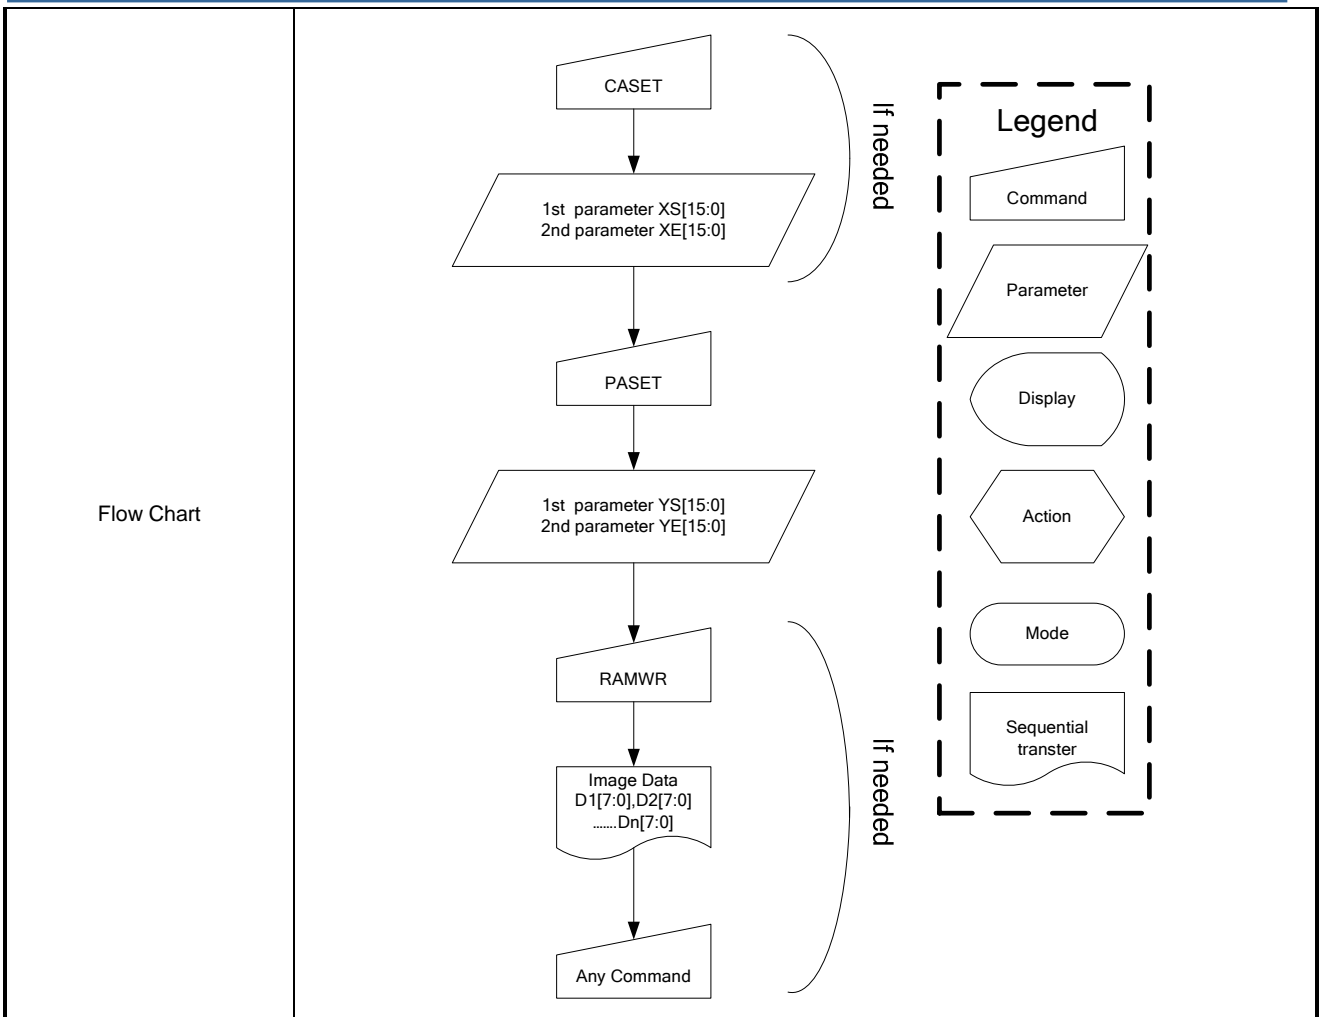 Flow Chart
CASET
1st  parameter XS[15:0]
2nd parameter XE[15:0]
If needed
PASET
1st  parameter YS[15:0]
2nd parameter YE[15:0]
RAMWR
Image Data
D1[7:0],D2[7:0]
.......Dn[7:0]
Any Command
If needed
Legend
Command
Parameter
Display
Action
Mode
Sequential
transter